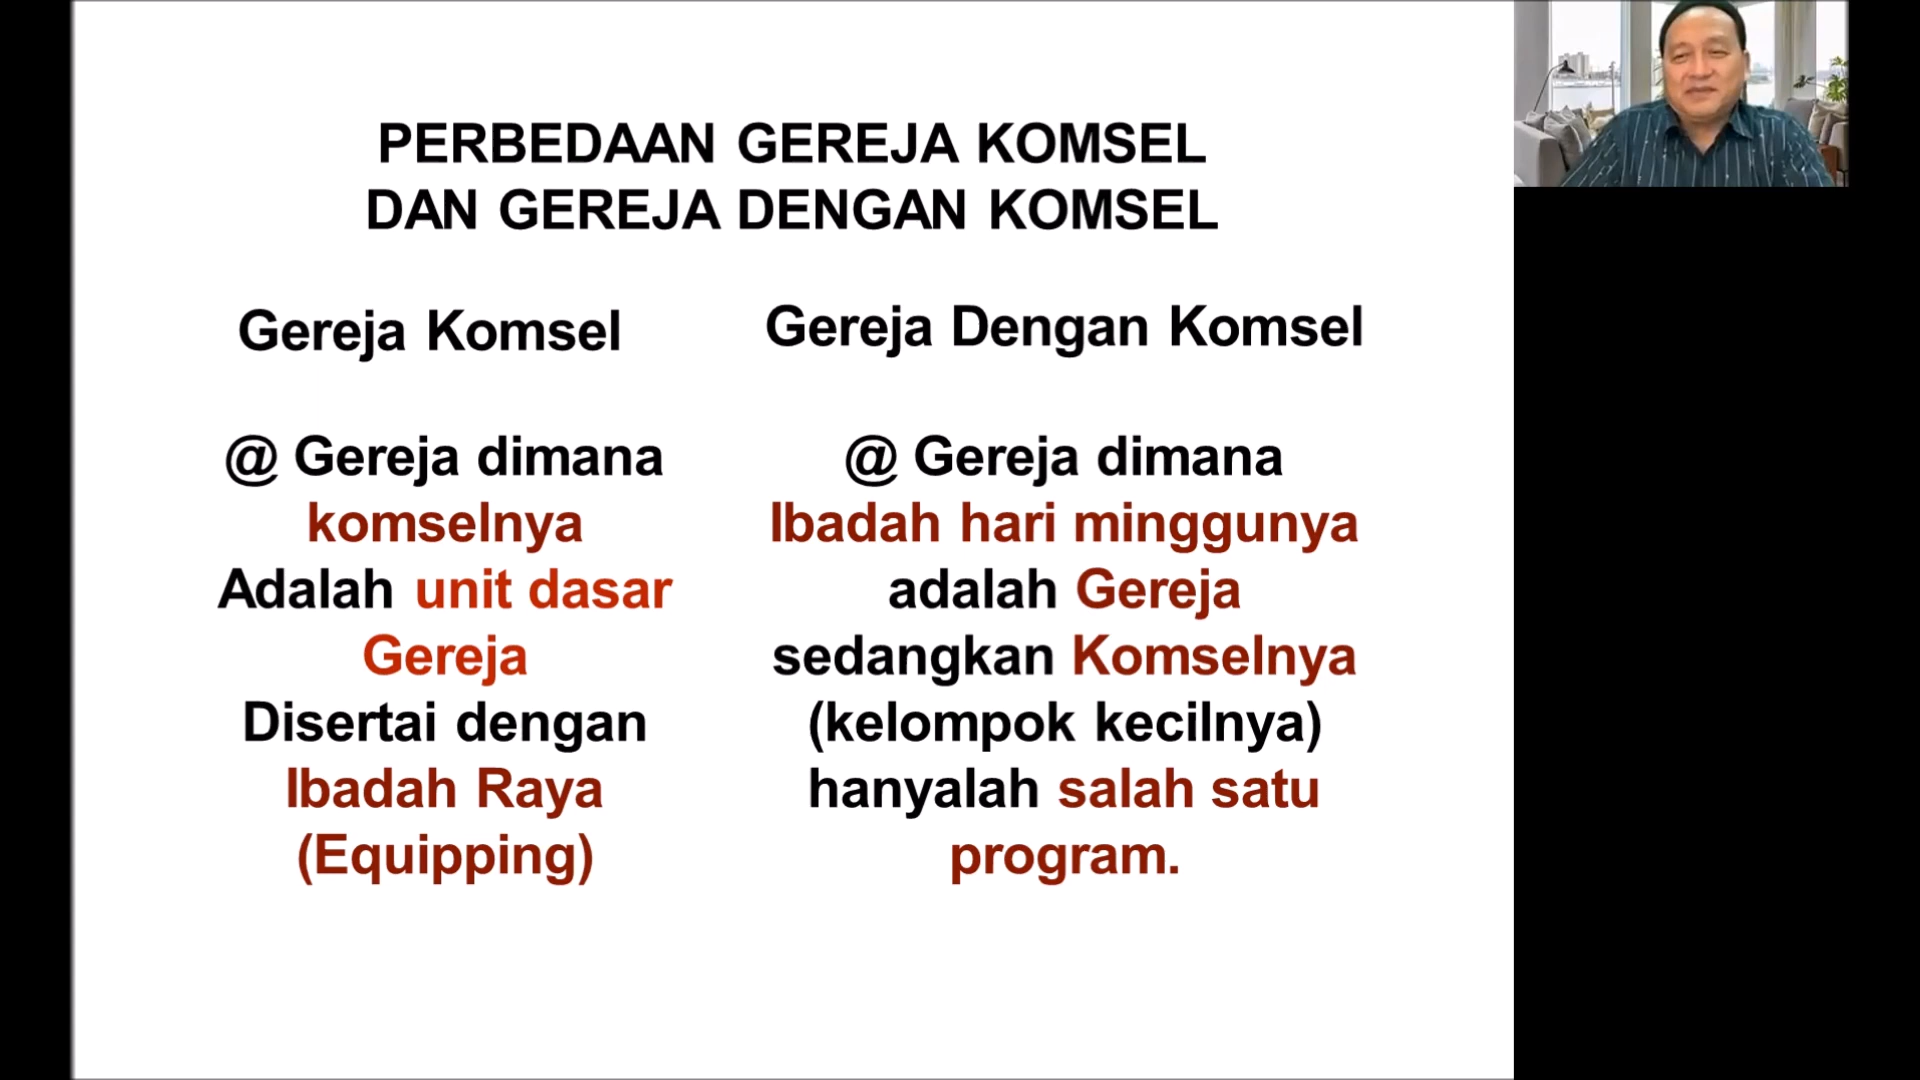 PERBEDAAN GEREJA KOMSEL
DAN GEREJA DENGAN KOMSEL
Gereja Komsel
@ Gereja dimana
komselnya
Adalah unit dasar
Gereja
Disertai dengan
Ibadah Raya
(Equipping)
Gereja Dengan Komsel
@ Gereja dimana
Ibadah hari minggunya
adalah Gereja
sedangkan Komselnya
(kelompok kecilnya)
hanyalah salah satu
program.